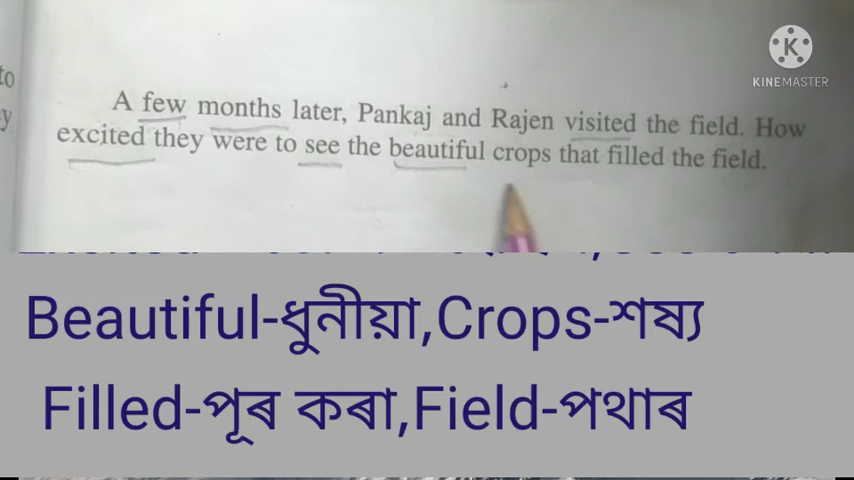 to
y
KINEMASTER
A few months later, Pankaj and Rajen visited the field. How
excited they were to see the beautiful crops that filled the field.
Beautiful-ধুনীয়া,Crops-শষ্য
Filled-পূৰ কৰা,Field-পথাৰ